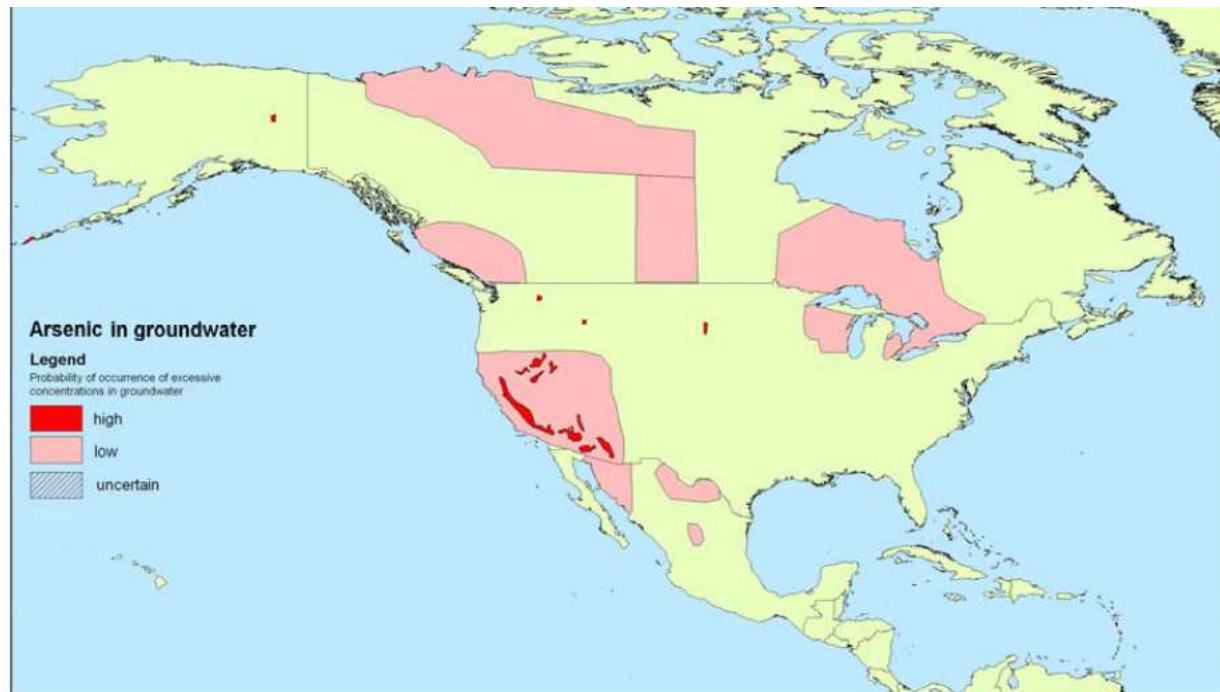 Arsenic in groundwater
Legend
Probability of occurrence of excessive
concentrations in groundwater
high
low
uncertain